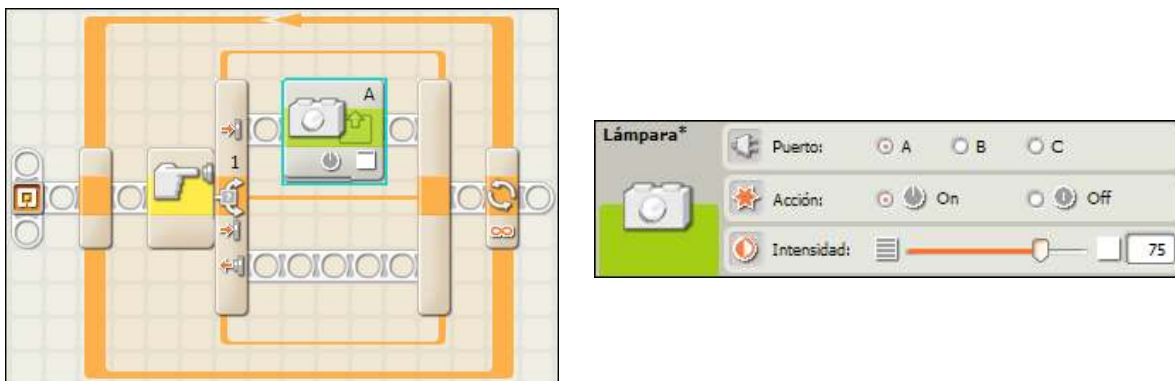 A
1
Lámpara*
Puerto: A B C
Acción: On Off
Intensidad: 75